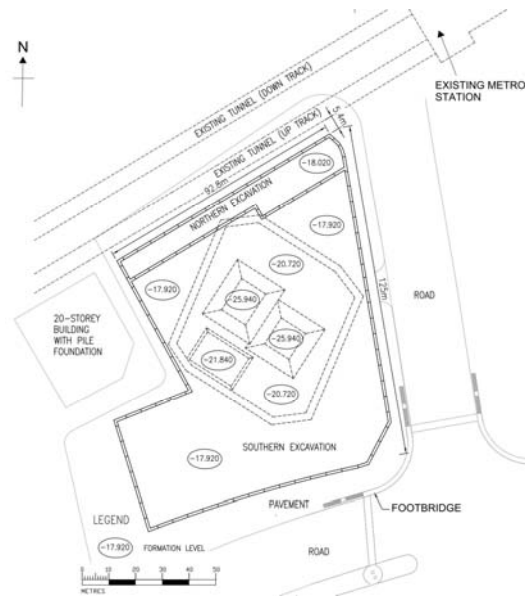 N
EXISTING METRO
STATION
EXISTING TUNNEL (DOWN TRACK)
EXISTING TUNNEL (UP TRACK)
5.4m
92.8m
NORTHERN EXCAVATION
-18.020
-17.920
-17.920
-20.720
-25.940
-25.940
-21.840
-20.720
125m
ROAD
20-STOREY
BUILDING
WITH PILE
FOUNDATION
-17.920
SOUTHERN EXCAVATION
PAVEMENT
FOOTBRIDGE
LEGEND
-17.920 FORMATION LEVEL
ROAD
0 10 20 30 40 50
METRES